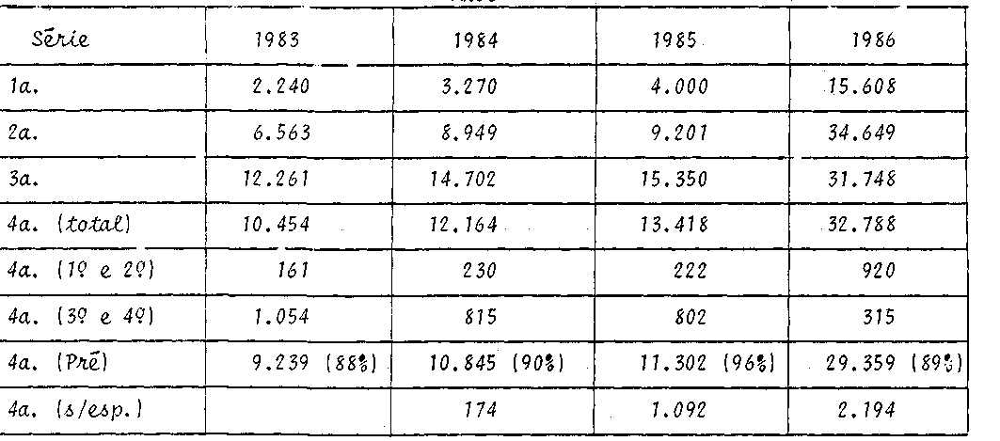 Série 1983 1984 1985 1986
1a. 2.240 3.270 4.000 15.608
2a. 6.563 8.949 9.201 34.649
3a. 12.261 14.702 15.350 31.748
4a. (total) 10.454 12.164 13.418 32.788
4a. (1º e 2º) 161 230 222 920
4a. (3º e 4º) 1.054 815 802 315
4a. (Pré) 9.239 (88%) 10.845 (90%) 11.302 (96%) 29.359 (89%)
4a. (s/esp.) 174 1.092 2.194